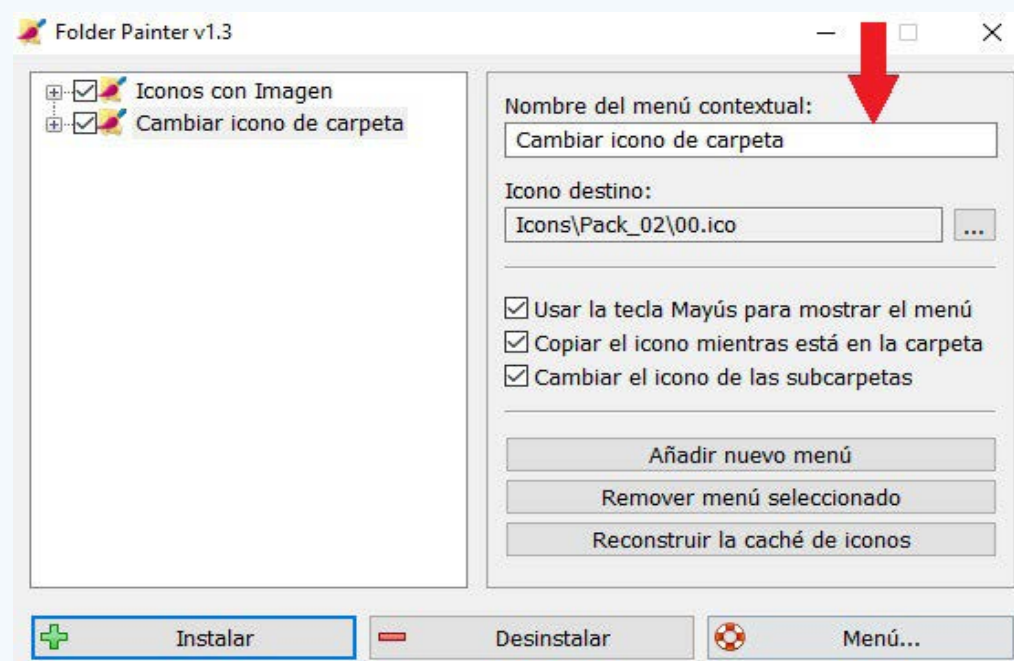 Folder Painter v1.3
Iconos con Imagen
Cambiar icono de carpeta
Nombre del menú contextual:
Cambiar icono de carpeta
Icono destino:
Icons\Pack_02\00.ico
...
Usar la tecla Mayús para mostrar el menú
Copiar el icono mientras está en la carpeta
Cambiar el icono de las subcarpetas
Añadir nuevo menú
Remover menú seleccionado
Reconstruir la caché de iconos
Instalar
Desinstalar
Menú...